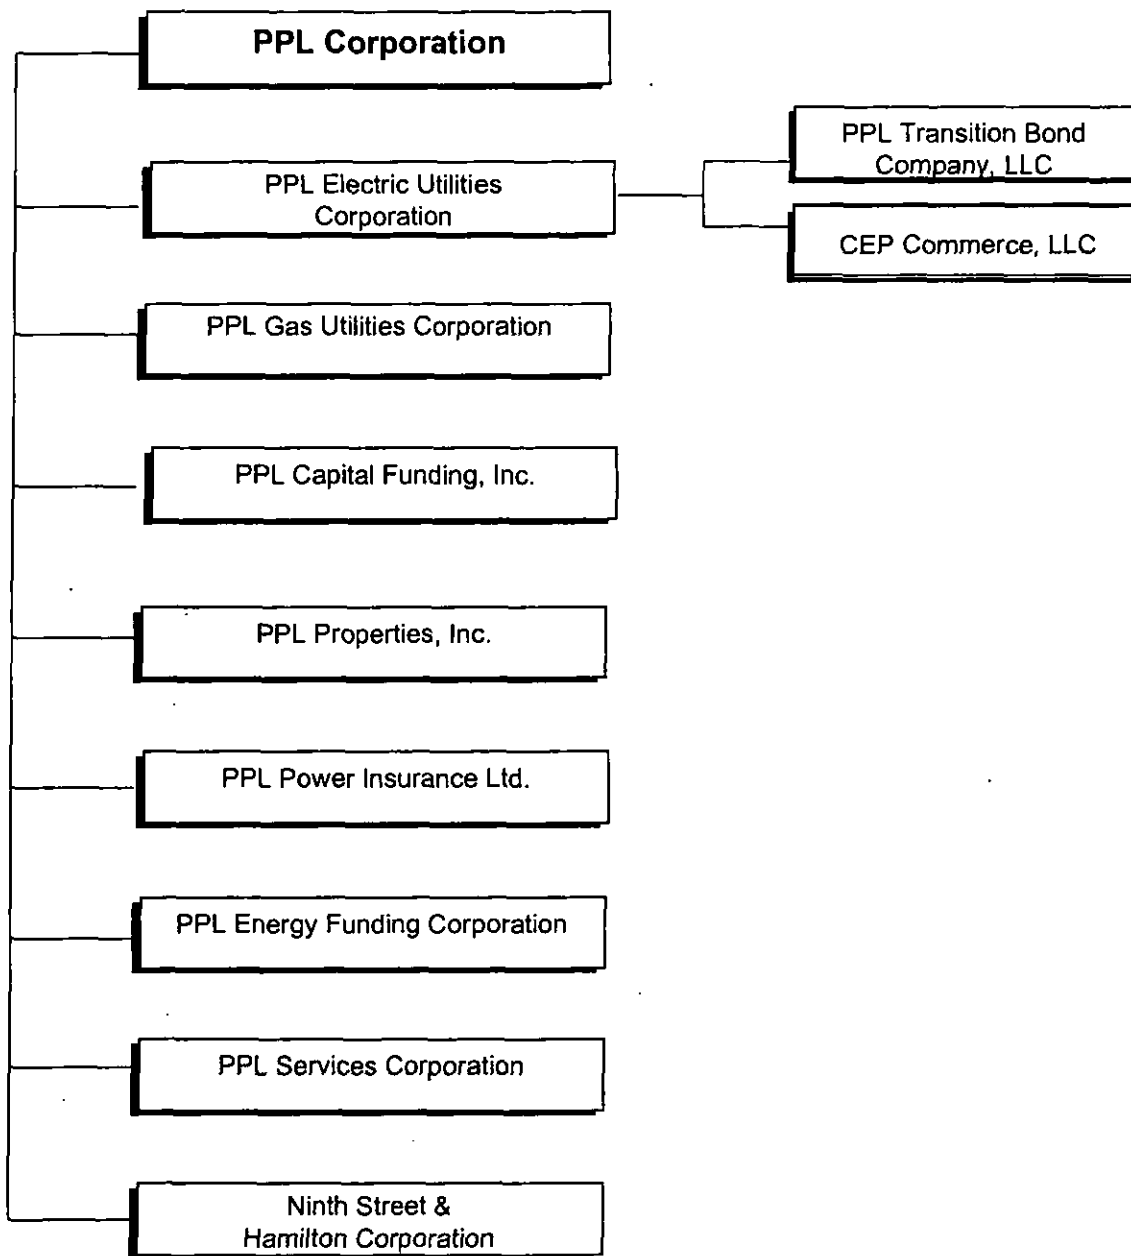 PPL Corporation
PPL Electric Utilities
Corporation
PPL Transition Bond
Company, LLC
CEP Commerce, LLC
PPL Gas Utilities Corporation
PPL Capital Funding, Inc.
PPL Properties, Inc.
PPL Power Insurance Ltd.
PPL Energy Funding Corporation
PPL Services Corporation
Ninth Street &
Hamilton Corporation